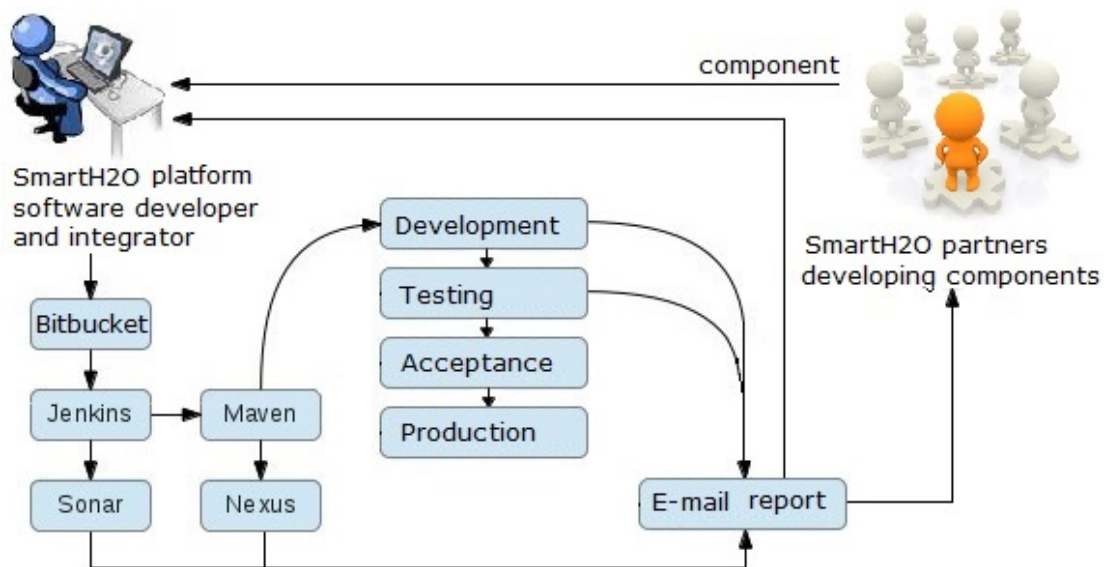 component
SmartH2O platform
software developer
and integrator
SmartH2O partners
developing components
Development
Testing
Acceptance
Production
Bitbucket
Jenkins
Maven
Sonar
Nexus
E-mail report